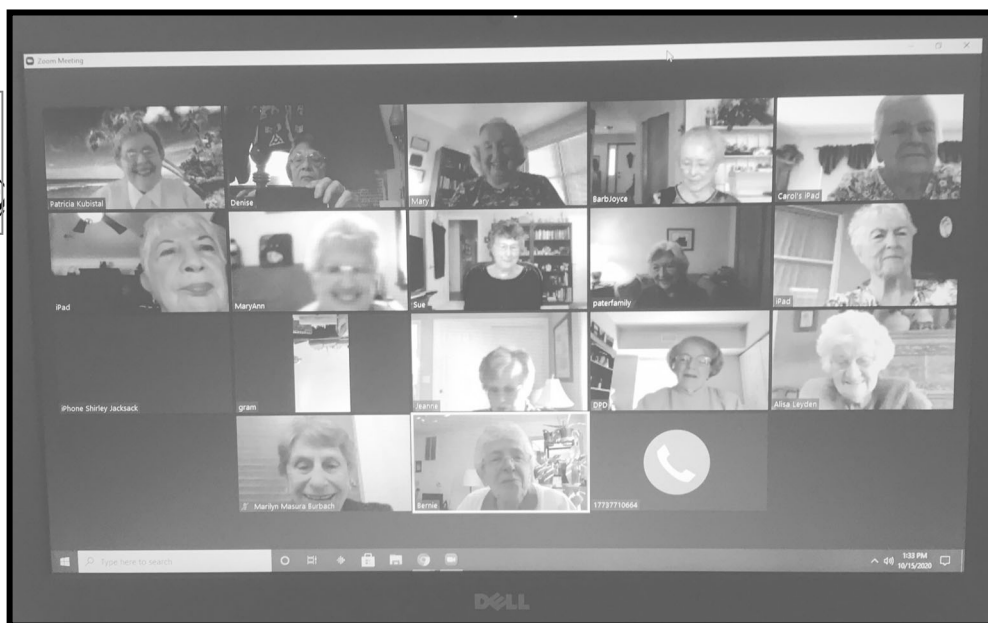 Zoom Meeting
Patricia Kubistal
Denise
Mary
BarbJoyce
Carol's iPad
iPad
MaryAnn
Sue
paterfamily
iPad
iPhone Shirley Jacksack
gram
Jeanne
DPD
Alisa Leyden
Marilyn Masura Burbach
Bernie
17737710664
Type here to search
1:33 PM
10/15/2020
DELL